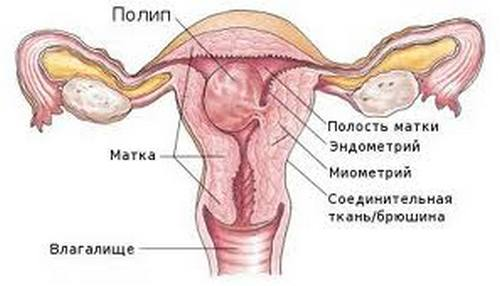 Полип
Полость матки
Эндометрий
Матка
Миометрий
Соединительная
ткань/брюшина
Влагалище